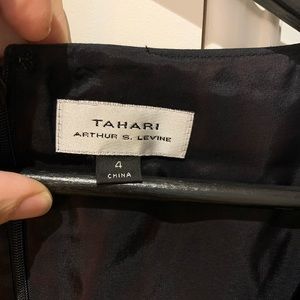 TAHARI
ARTHUR S. LEVINE
4
CHINA